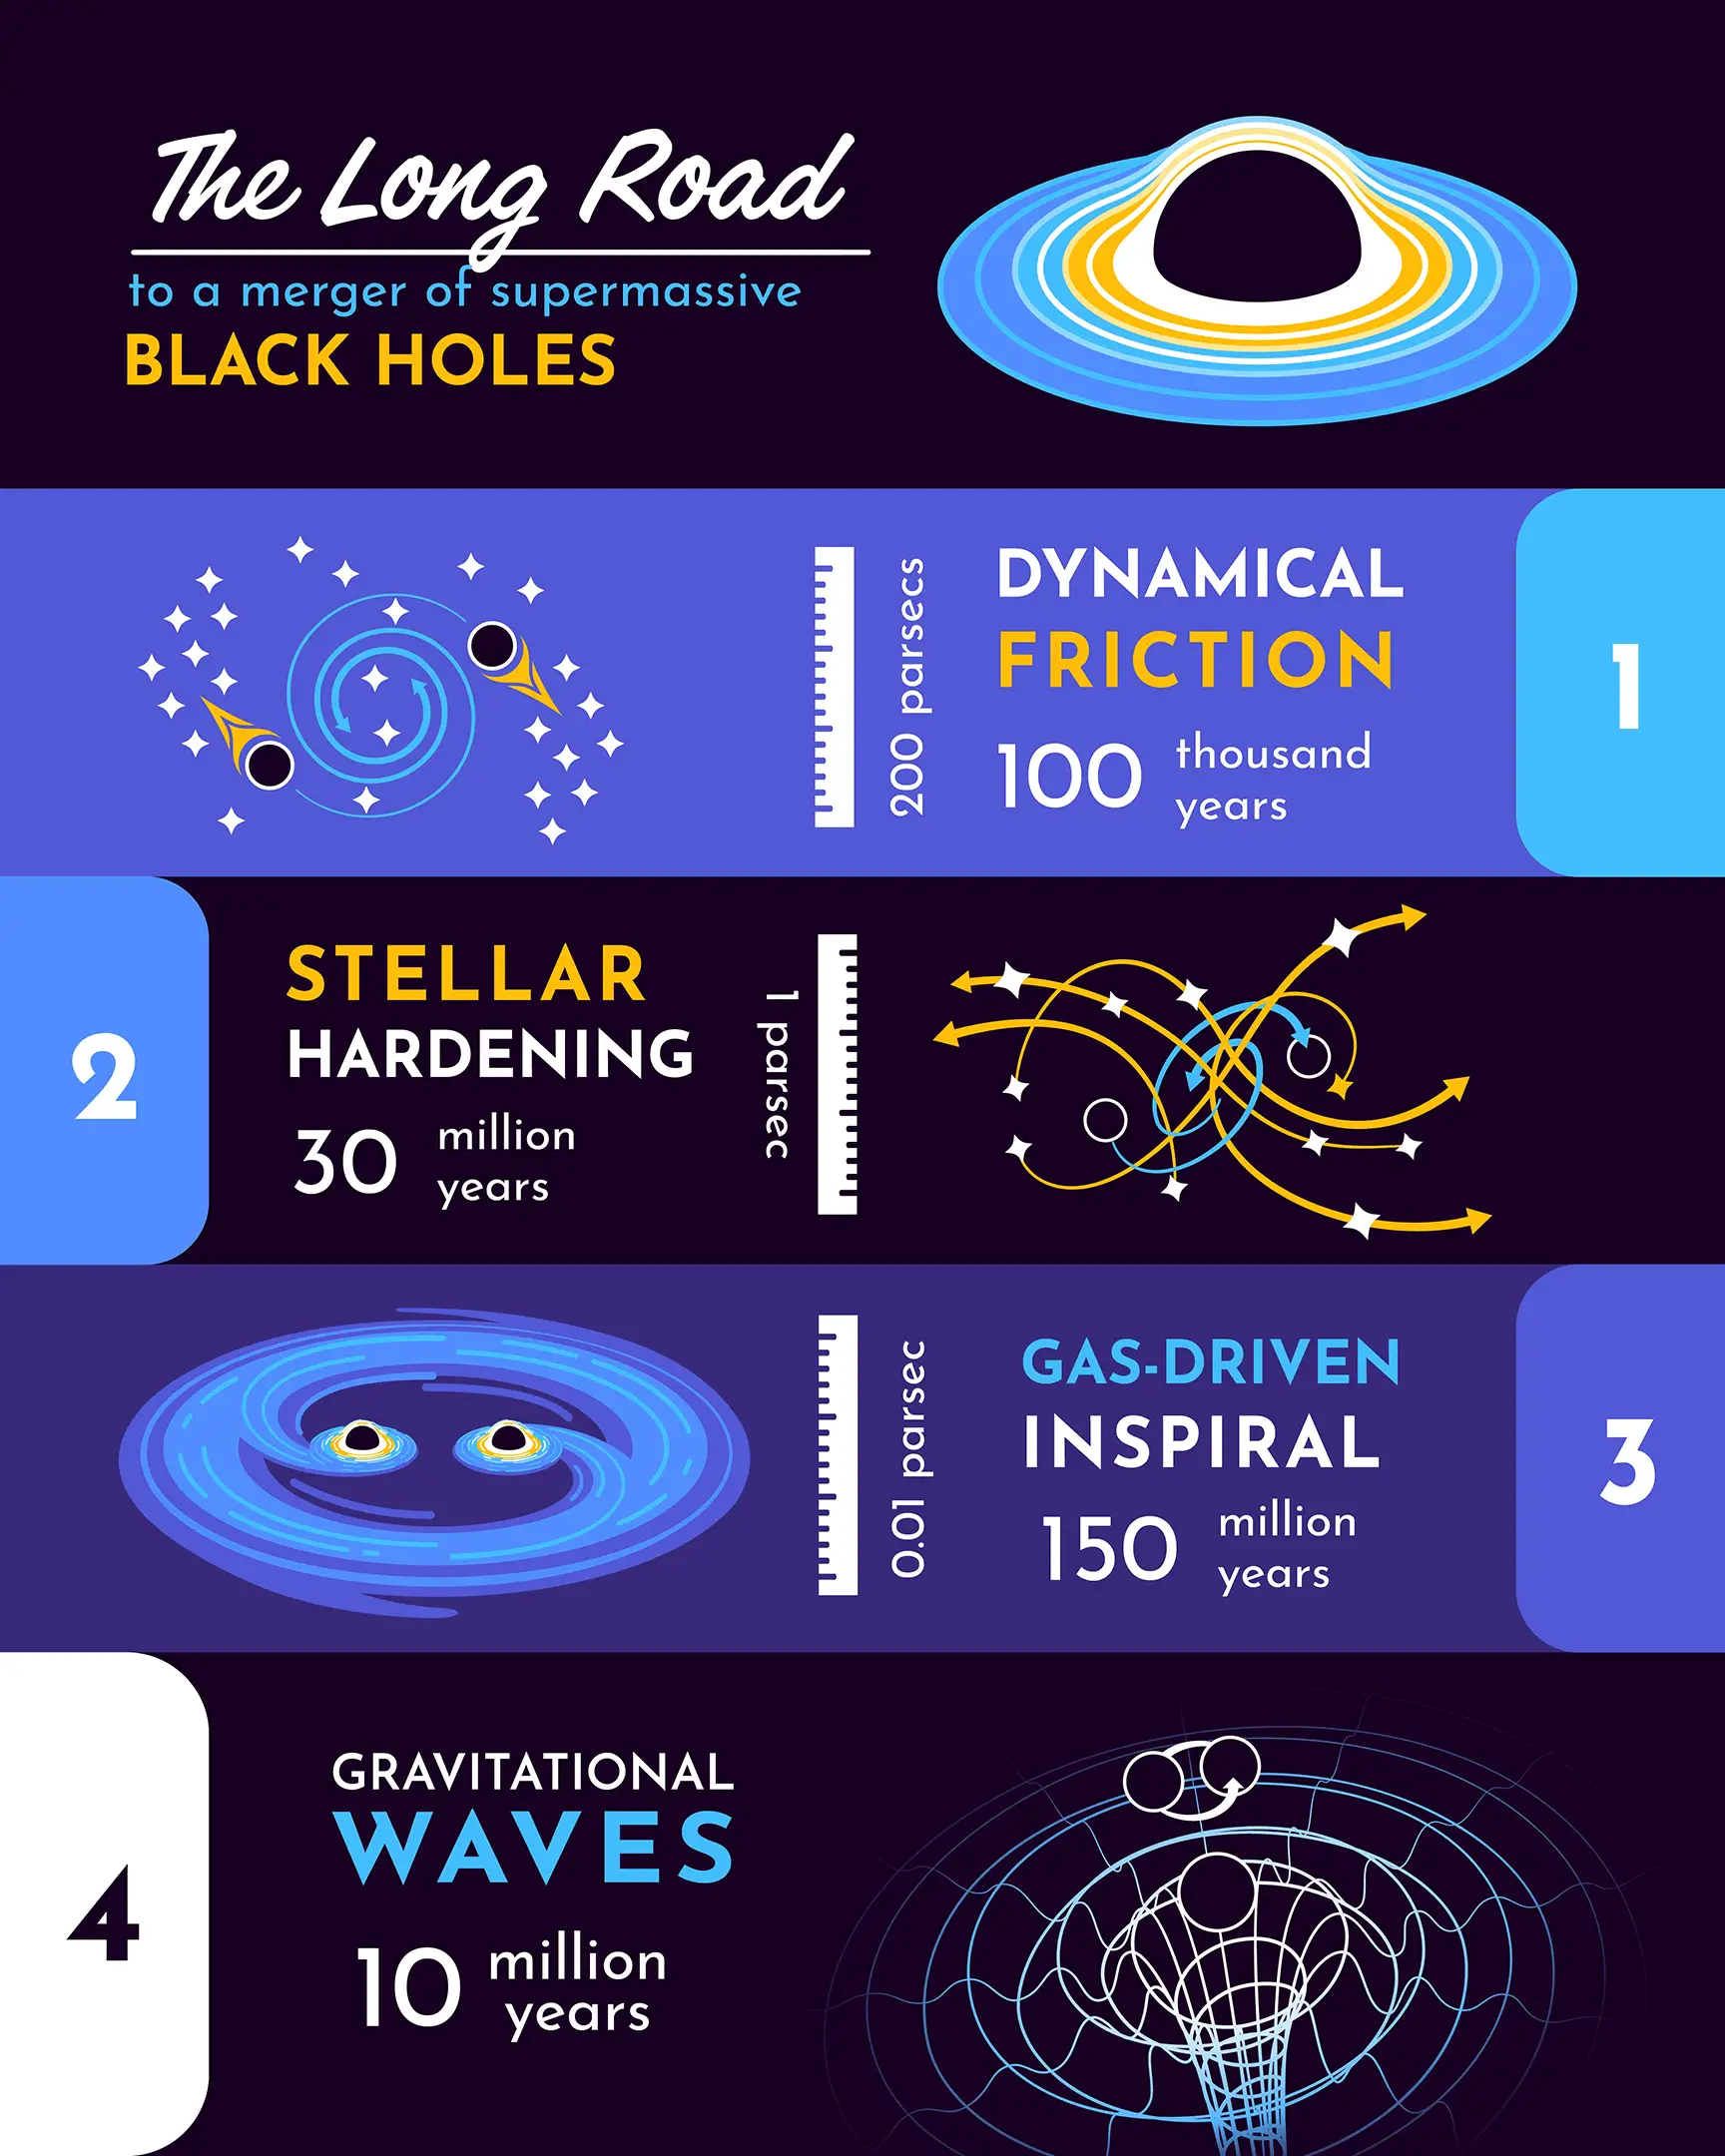 The Long Road
to a merger of supermassive
BLACK HOLES
200 parsecs
DYNAMICAL
FRICTION
100 thousand
years
1
2
STELLAR
HARDENING
30 million
years
1 parsec
0.01 parsec
GAS-DRIVEN
INSPIRAL
150 million
years
3
4
GRAVITATIONAL
WAVES
10 million
years